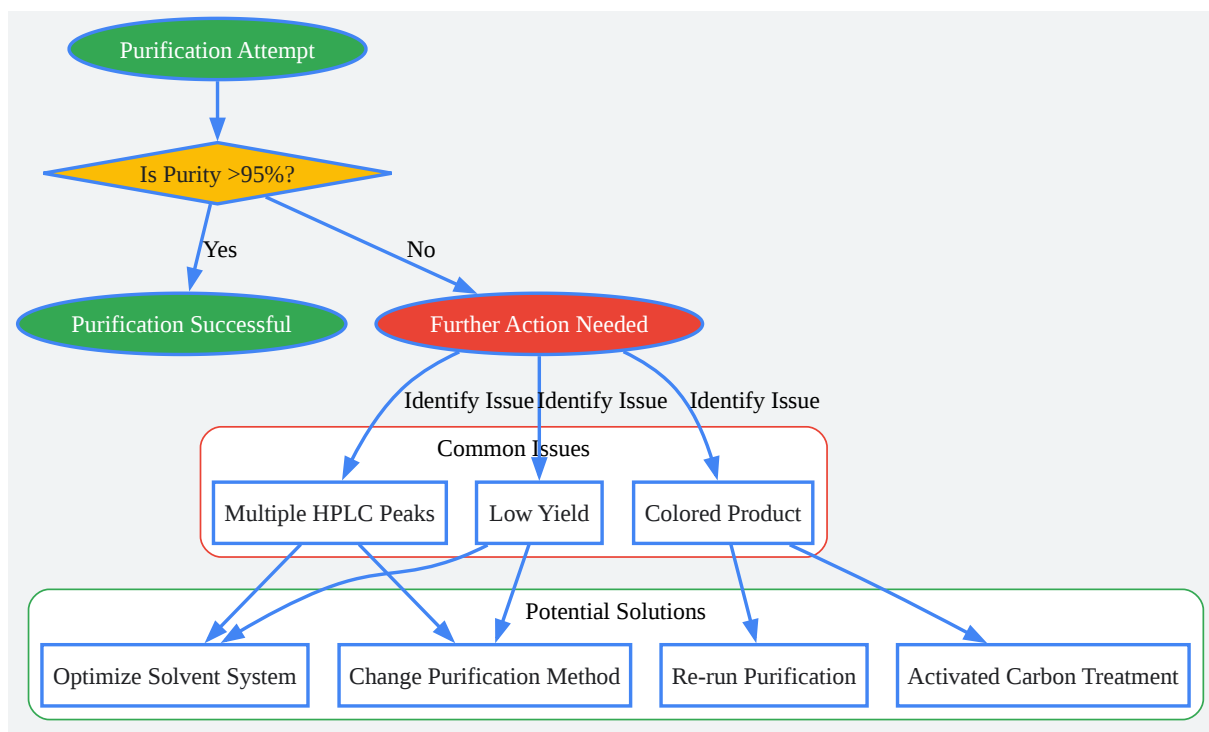 Purification Attempt
Is Purity >95%?
Yes
No
Purification Successful
Further Action Needed
Identify Issue
Identify Issue
Identify Issue
Common Issues
Multiple HPLC Peaks
Low Yield
Colored Product
Potential Solutions
Optimize Solvent System
Change Purification Method
Re-run Purification
Activated Carbon Treatment